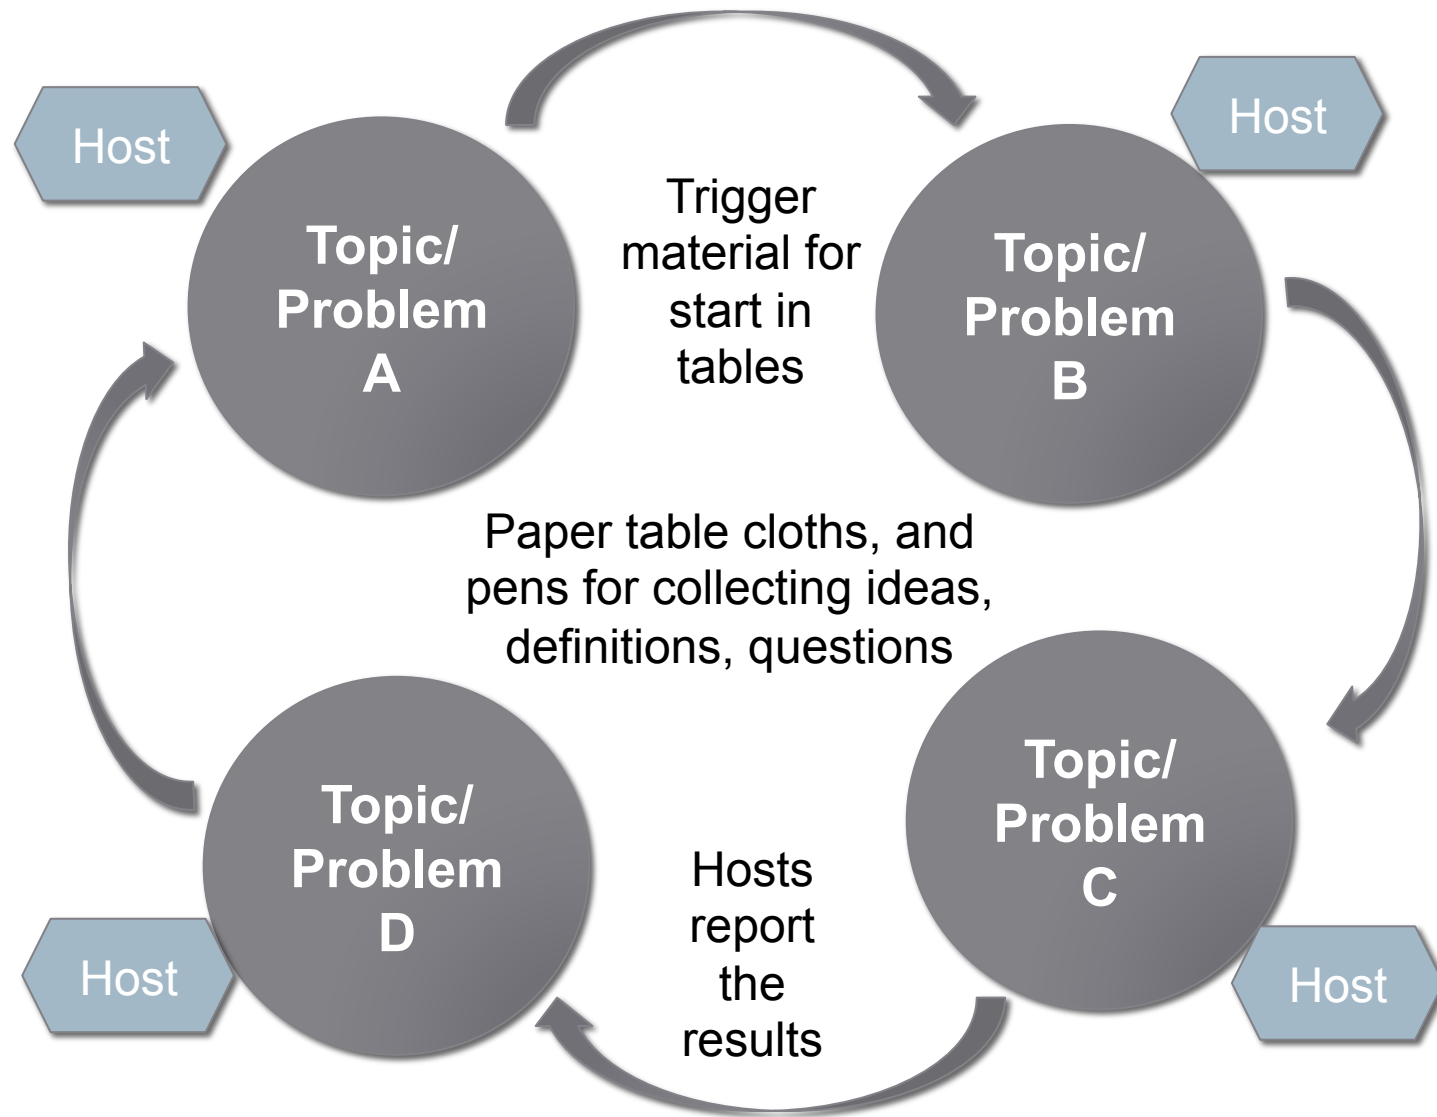 Host
Topic/
Problem
A
Trigger
material for
start in
tables
Host
Topic/
Problem
B
Paper table cloths, and
pens for collecting ideas,
definitions, questions
Topic/
Problem
D
Host
Hosts
report
the
results
Topic/
Problem
C
Host